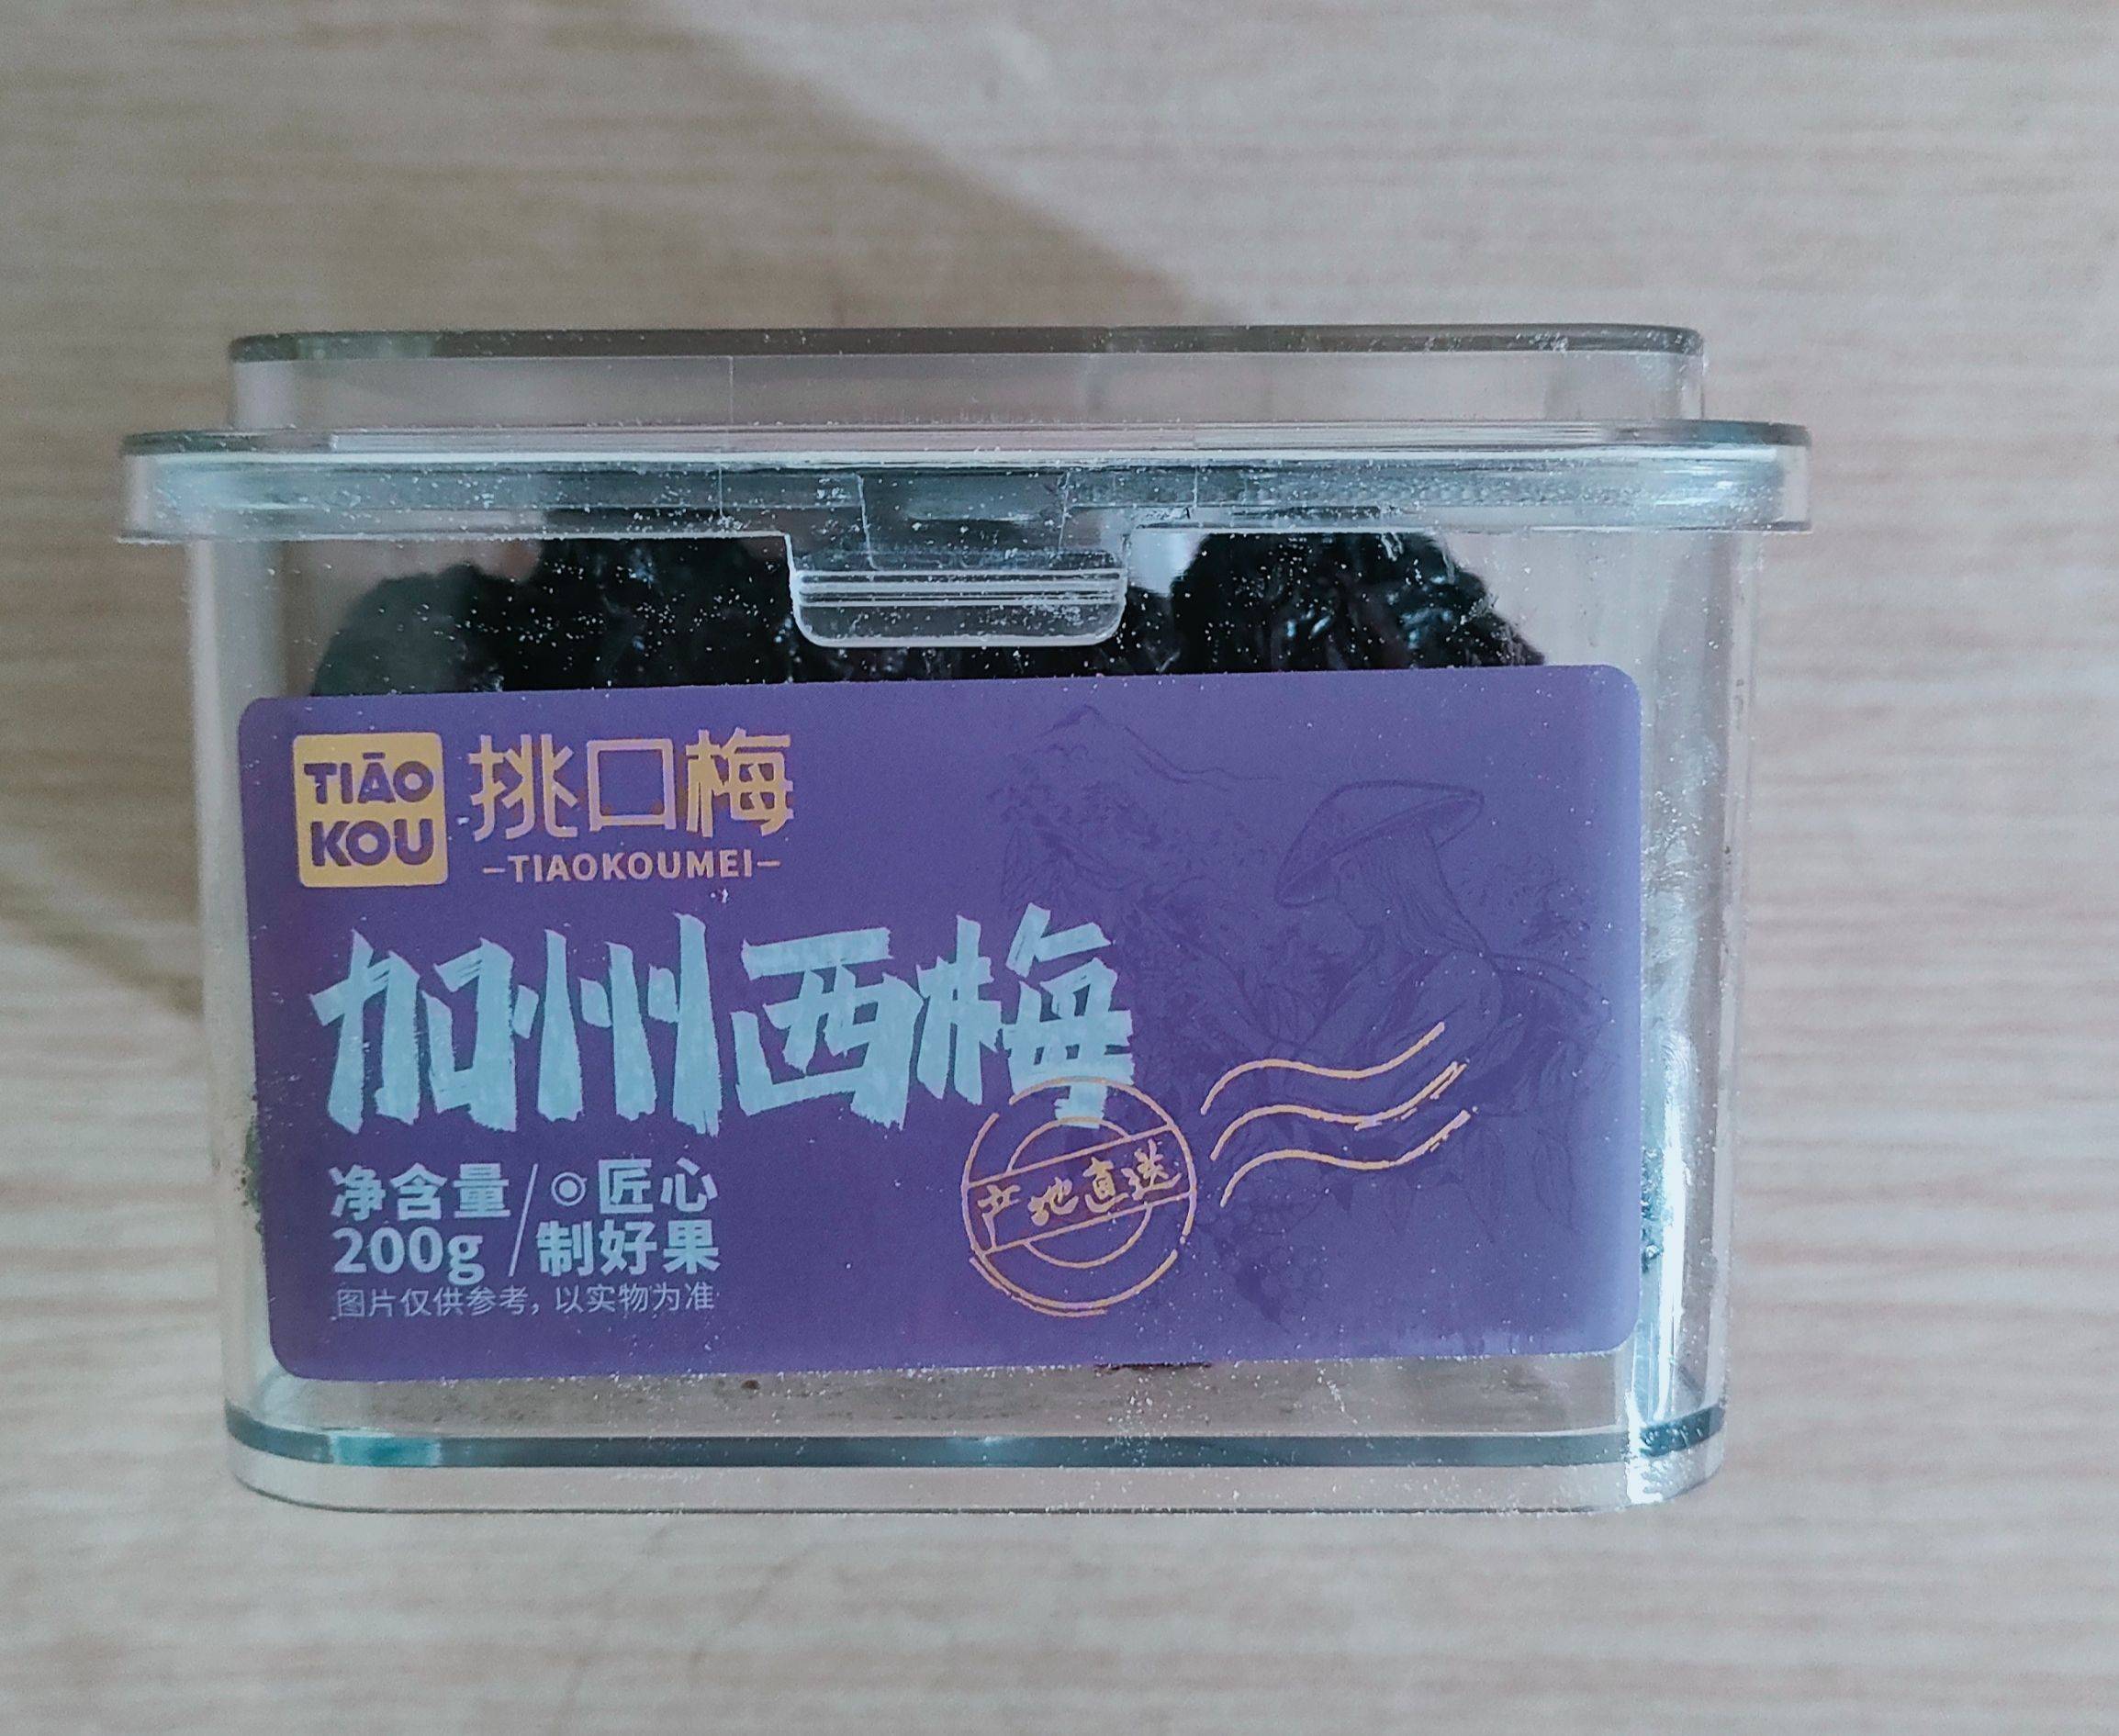 TIĀO
KOU
挑口梅
-TIAOKOUMEI-
加州西梅
净含量
200g
匠心
制好果
图片仅供参考，以实物为准
产地直送